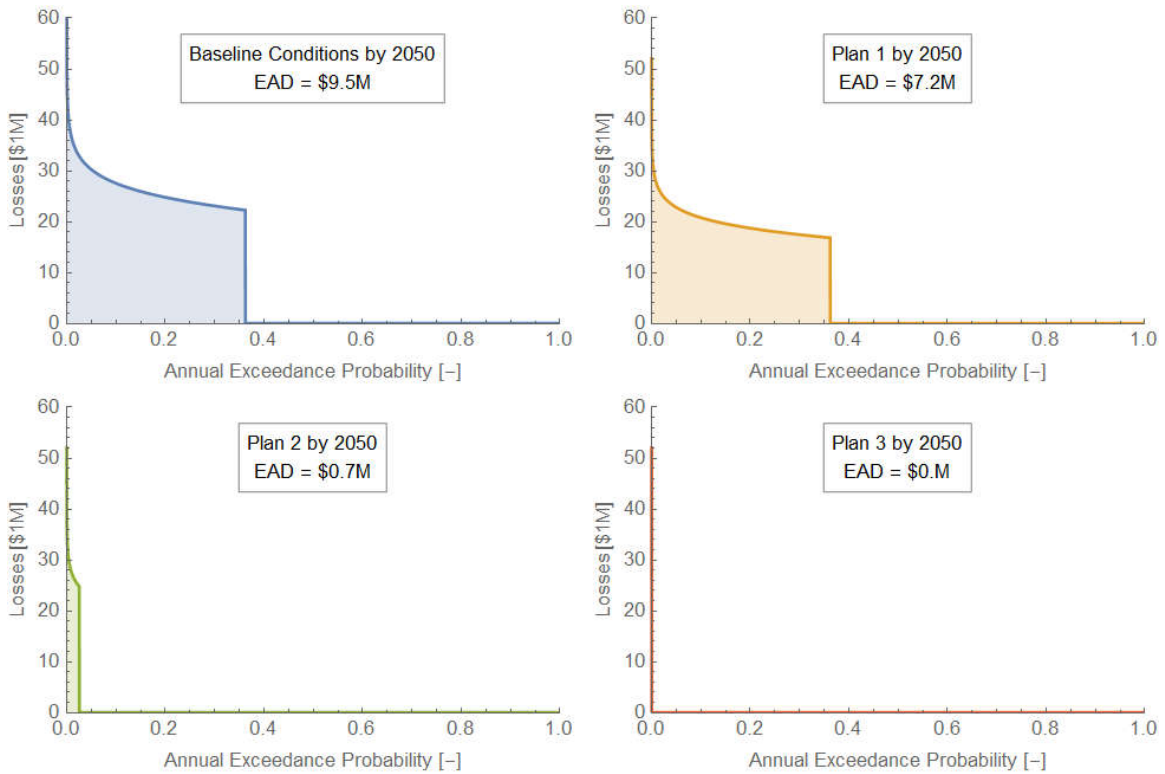 Baseline Conditions by 2050
EAD = $9.5M
Losses [$1M]
60
50
40
30
20
10
0
0.0 0.2 0.4 0.6 0.8 1.0
Annual Exceedance Probability [−]
Plan 1 by 2050
EAD = $7.2M
Losses [$1M]
60
50
40
30
20
10
0
0.0 0.2 0.4 0.6 0.8 1.0
Annual Exceedance Probability [−]
Plan 2 by 2050
EAD = $0.7M
Losses [$1M]
60
50
40
30
20
10
0
0.0 0.2 0.4 0.6 0.8 1.0
Annual Exceedance Probability [−]
Plan 3 by 2050
EAD = $0.M
Losses [$1M]
60
50
40
30
20
10
0
0.0 0.2 0.4 0.6 0.8 1.0
Annual Exceedance Probability [−]